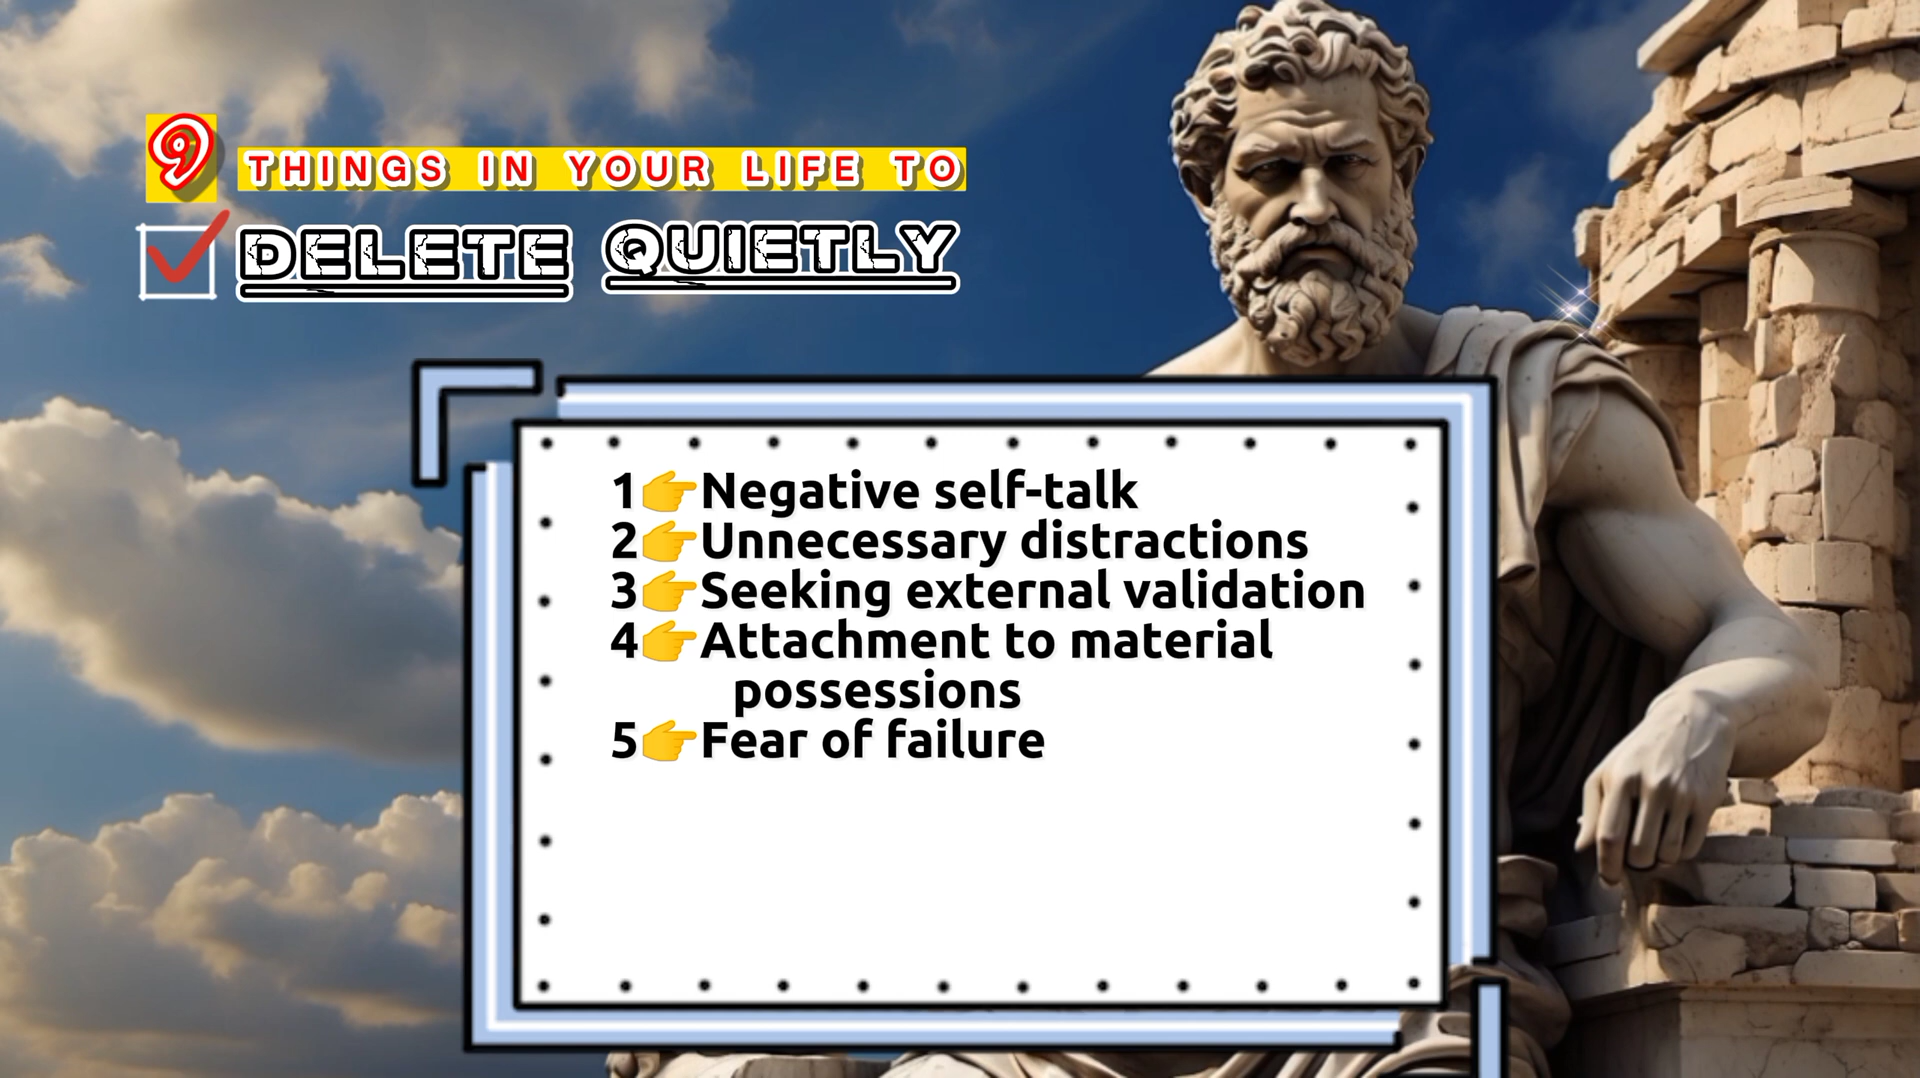 9 THINGS IN YOUR LIFE TO
DELETE QUIETLY
1👉Negative self-talk
2👉Unnecessary distractions
3👉Seeking external validation
4👉Attachment to material
possessions
5👉Fear of failure